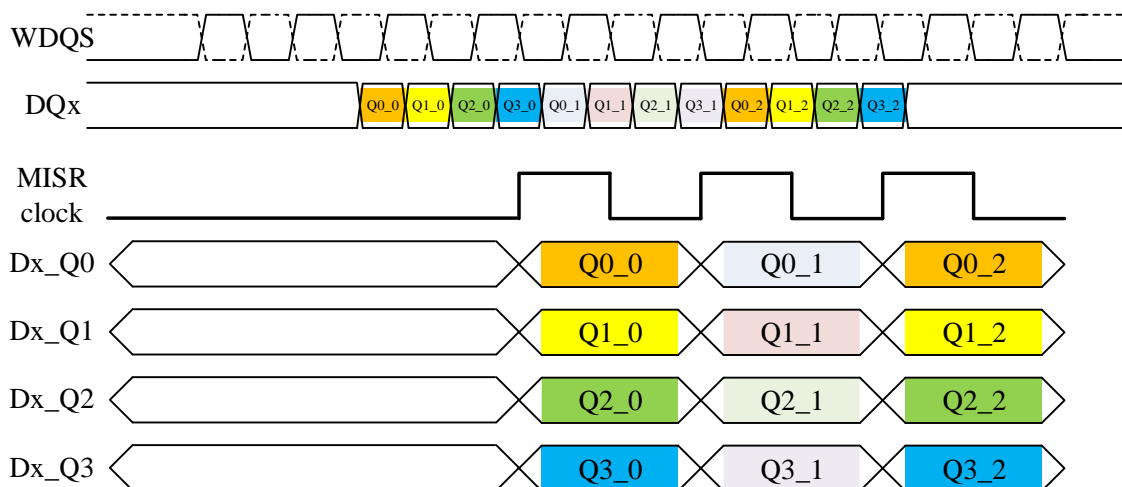 WDQS
DQx Q0_0 Q1_0 Q2_0 Q3_0 Q0_1 Q1_1 Q2_1 Q3_1 Q0_2 Q1_2 Q2_2 Q3_2
MISR
clock
Dx_Q0 Q0_0 Q0_1 Q0_2
Dx_Q1 Q1_0 Q1_1 Q1_2
Dx_Q2 Q2_0 Q2_1 Q2_2
Dx_Q3 Q3_0 Q3_1 Q3_2